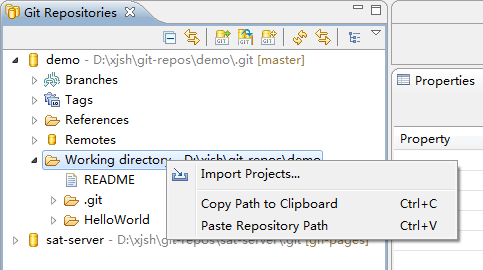 Git Repositories
demo - D:\xjsh\git-repos\demo\.git [master]
Branches
Tags
References
Remotes
Working directory - D:\xjsh\git-repos\demo
README
.git
HelloWorld
sat-server - D:\xjsh\git-repos\sat-server\.git [gh-pages]
Import Projects...
Copy Path to Clipboard Ctrl+C
Paste Repository Path Ctrl+V
Properties
Property